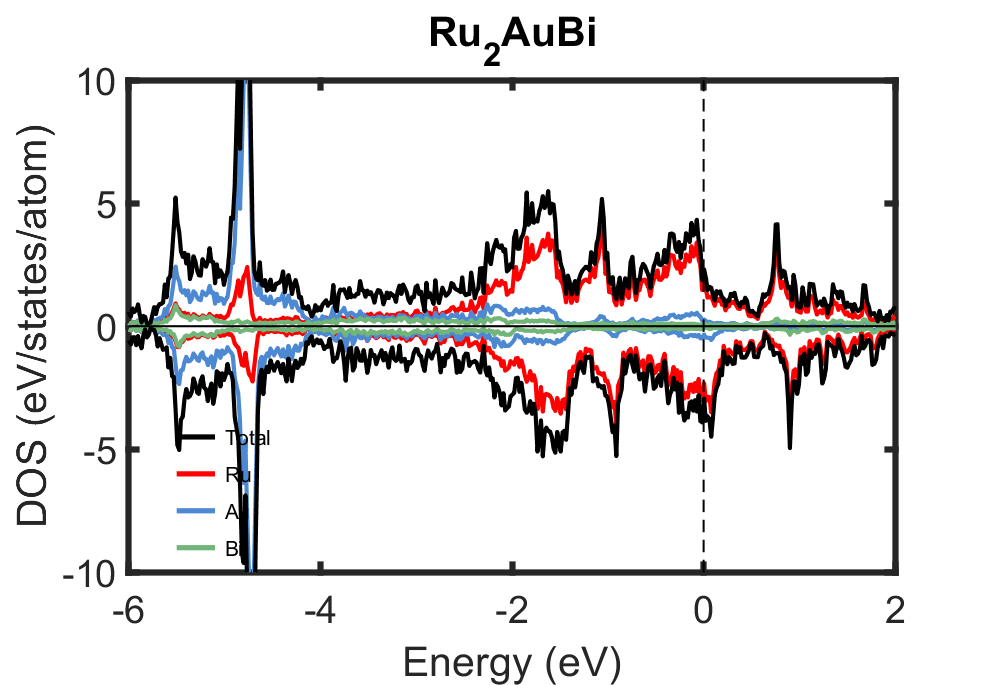 Ru2AuBi
10
5
0
-5
-10
DOS (eV/states/atom)
Total
Ru
Au
Bi
-6
-4
-2
0
2
Energy (eV)